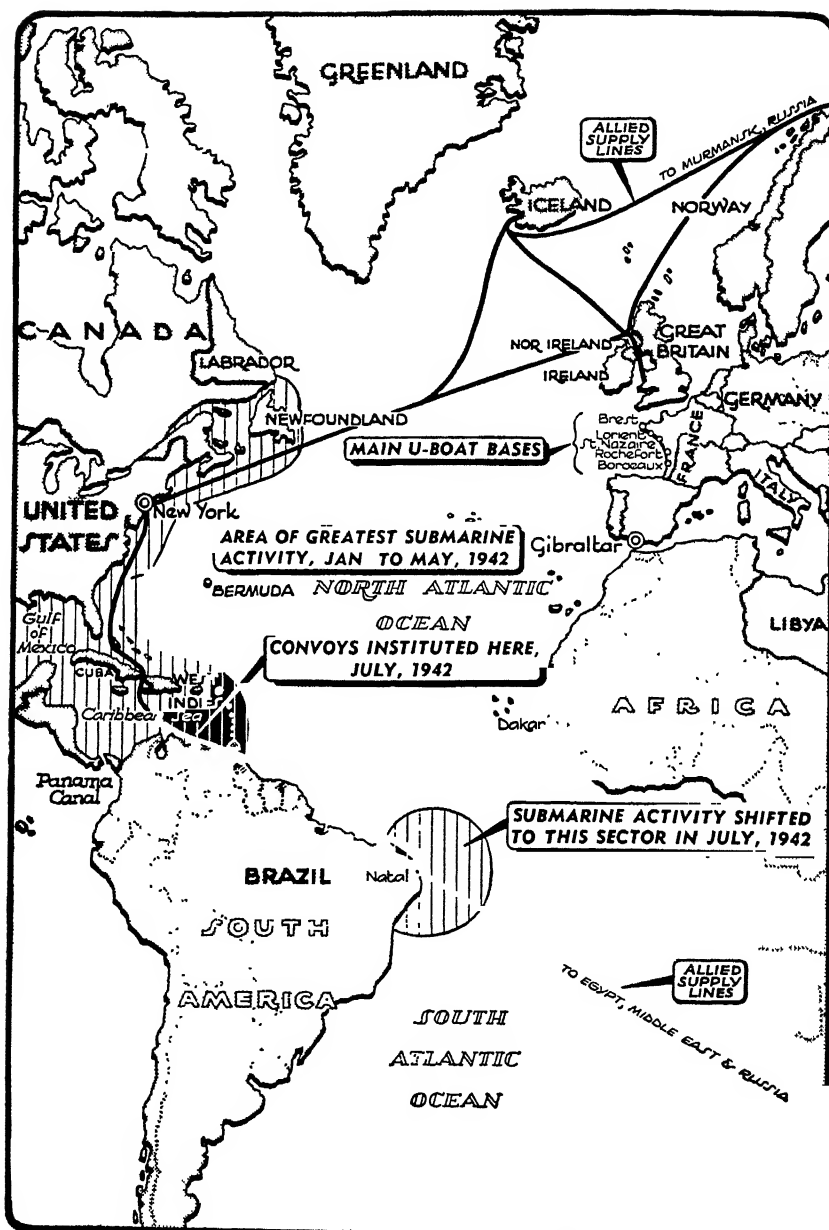 GREENLAND
ALLIED
SUPPLY
LINES
TO MURMANSK, RUSSIA
ICELAND
NORWAY
CANADA
LABRADOR
NOR IRELAND
GREAT
BRITAIN
IRELAND
NEWFOUNDLAND
GERMANY
MAIN U-BOAT BASES
Brest
Lorient
St. Nazaire
Rochefort
Bordeaux
FRANCE
ITALY
UNITED
STATES
New York
AREA OF GREATEST SUBMARINE
ACTIVITY, JAN TO MAY, 1942
Gibraltar
BERMUDA
NORTH ATLANTIC
OCEAN
LIBYA
Gulf
of
Mexico
CONVOYS INSTITUTED HERE,
JULY, 1942
CUBA
WEST
INDIES
Caribbean Sea
AFRICA
Dakar
Panama
Canal
SUBMARINE ACTIVITY SHIFTED
TO THIS SECTOR IN JULY, 1942
BRAZIL
Natal
SOUTH
AMERICA
ALLIED
SUPPLY
LINES
TO EGYPT, MIDDLE EAST & RUSSIA
SOUTH
ATLANTIC
OCEAN